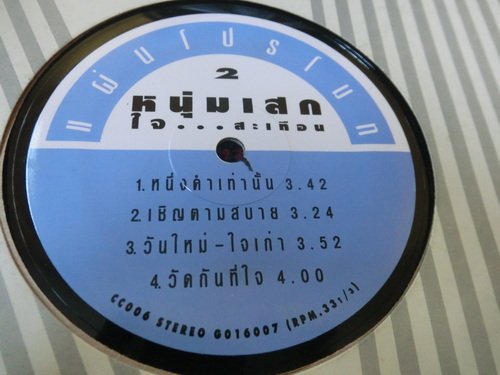 แผ่นโปรโมท
2
หนุ่มเสก
ใจ...สะเทือน
1.หนึ่งคำเท่านั้น 3.42
2.เชิญตามสบาย 3.24
3.วันใหม่-ใจเก่า 3.52
4.วัดกันที่ใจ 4.00
CC006 STEREO G016007 (RPM.33 1/3)